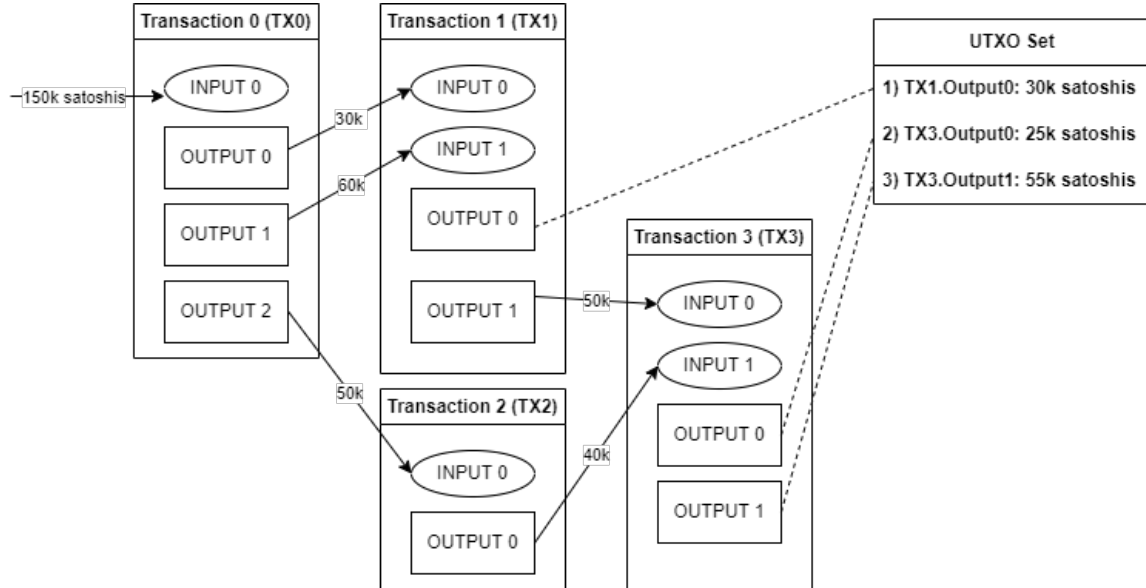 Transaction 0 (TX0)
INPUT 0
150k satoshis
OUTPUT 0
OUTPUT 1
OUTPUT 2
30k
60k
50k
Transaction 1 (TX1)
INPUT 0
INPUT 1
OUTPUT 0
OUTPUT 1
50k
Transaction 2 (TX2)
INPUT 0
OUTPUT 0
40k
Transaction 3 (TX3)
INPUT 0
INPUT 1
OUTPUT 0
OUTPUT 1
UTXO Set
1) TX1.Output0: 30k satoshis
2) TX3.Output0: 25k satoshis
3) TX3.Output1: 55k satoshis